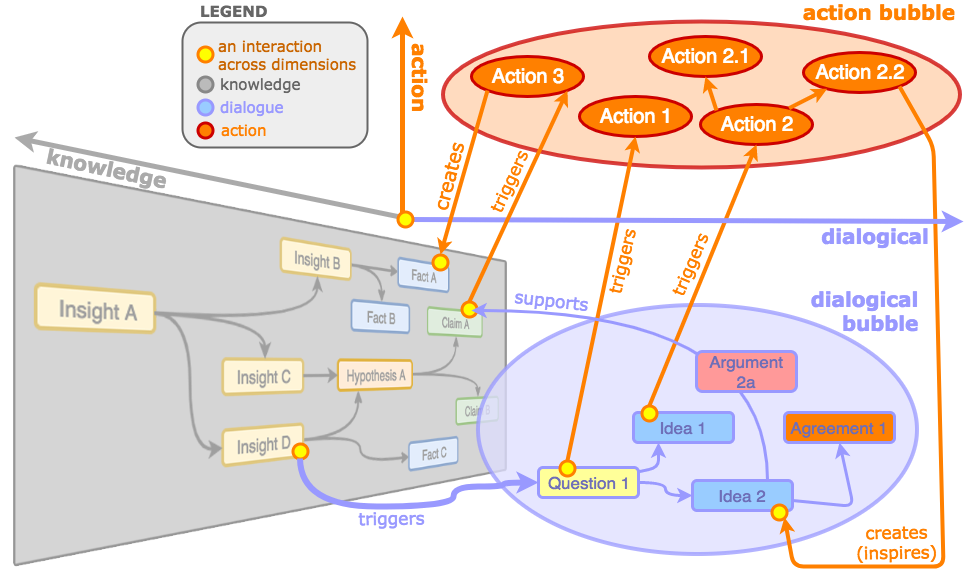 LEGEND
an interaction
across dimensions
knowledge
dialogue
action
action
action bubble
Action 3
Action 2.1
Action 2.2
Action 1
Action 2
knowledge
creates
triggers
triggers
triggers
dialogical
Insight A
Insight B
Fact A
Fact B
Claim A
Insight C
Hypothesis A
Claim
Insight D
Fact C
supports
dialogical
bubble
Argument
2a
Idea 1
Agreement 1
Question 1
Idea 2
triggers
creates
(inspires)